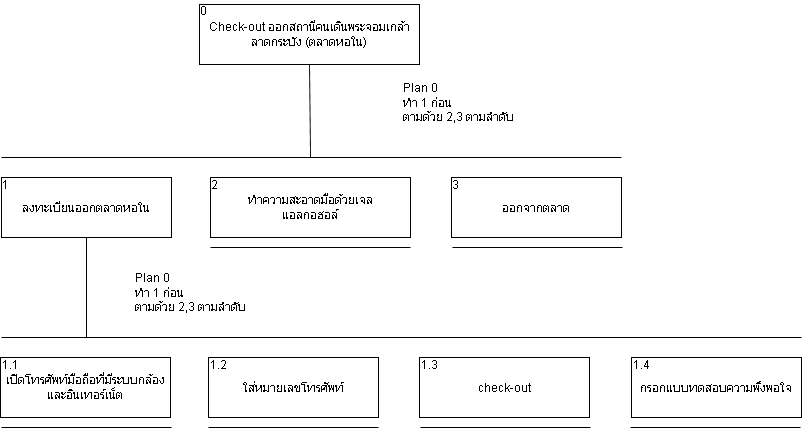 0
Check-out ออกสถานีคนเดินพระจอมเกล้า
ลาดกระบัง (ตลาดหอใน)
Plan 0
ทำ 1 ก่อน
ตามด้วย 2,3 ตามลำดับ
1
ลงทะเบียนออกตลาดหอใน
2
ทำความสะอาดมือด้วยเจล
แอลกอฮอล์
3
ออกจากตลาด
Plan 0
ทำ 1 ก่อน
ตามด้วย 2,3 ตามลำดับ
1.1
เปิดโทรศัพท์มือถือที่มีระบบกล้อง
และอินเทอร์เน็ต
1.2
ใส่หมายเลขโทรศัพท์
1.3
check-out
1.4
กรอกแบบทดสอบความพึงพอใจ